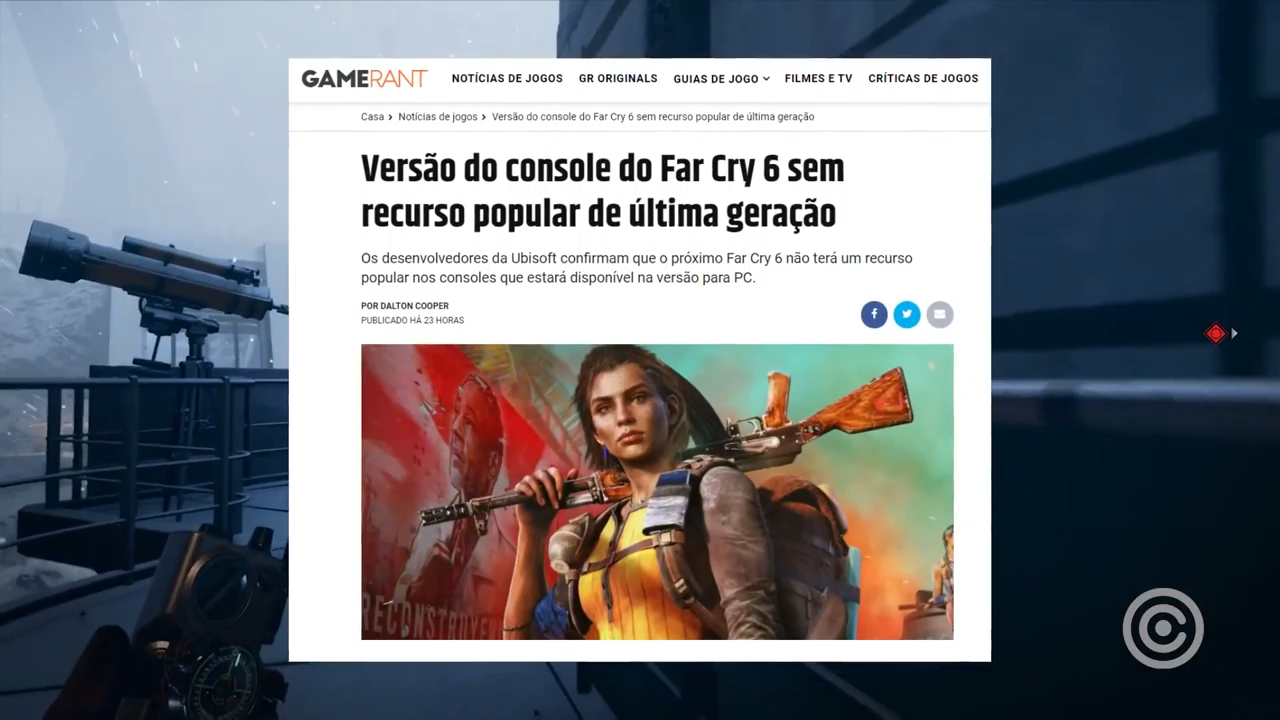 GAMERANT
NOTÍCIAS DE JOGOS GR ORIGINALS GUIAS DE JOGO FILMES E TV CRÍTICAS DE JOGOS
Casa Notícias de jogos Versão do console do Far Cry 6 sem recurso popular de última geração
Versão do console do Far Cry 6 sem
recurso popular de última geração
Os desenvolvedores da Ubisoft confirmam que o próximo Far Cry 6 não terá um recurso
popular nos consoles que estará disponível na versão para PC.
POR DALTON COOPER
PUBLICADO HÁ 23 HORAS